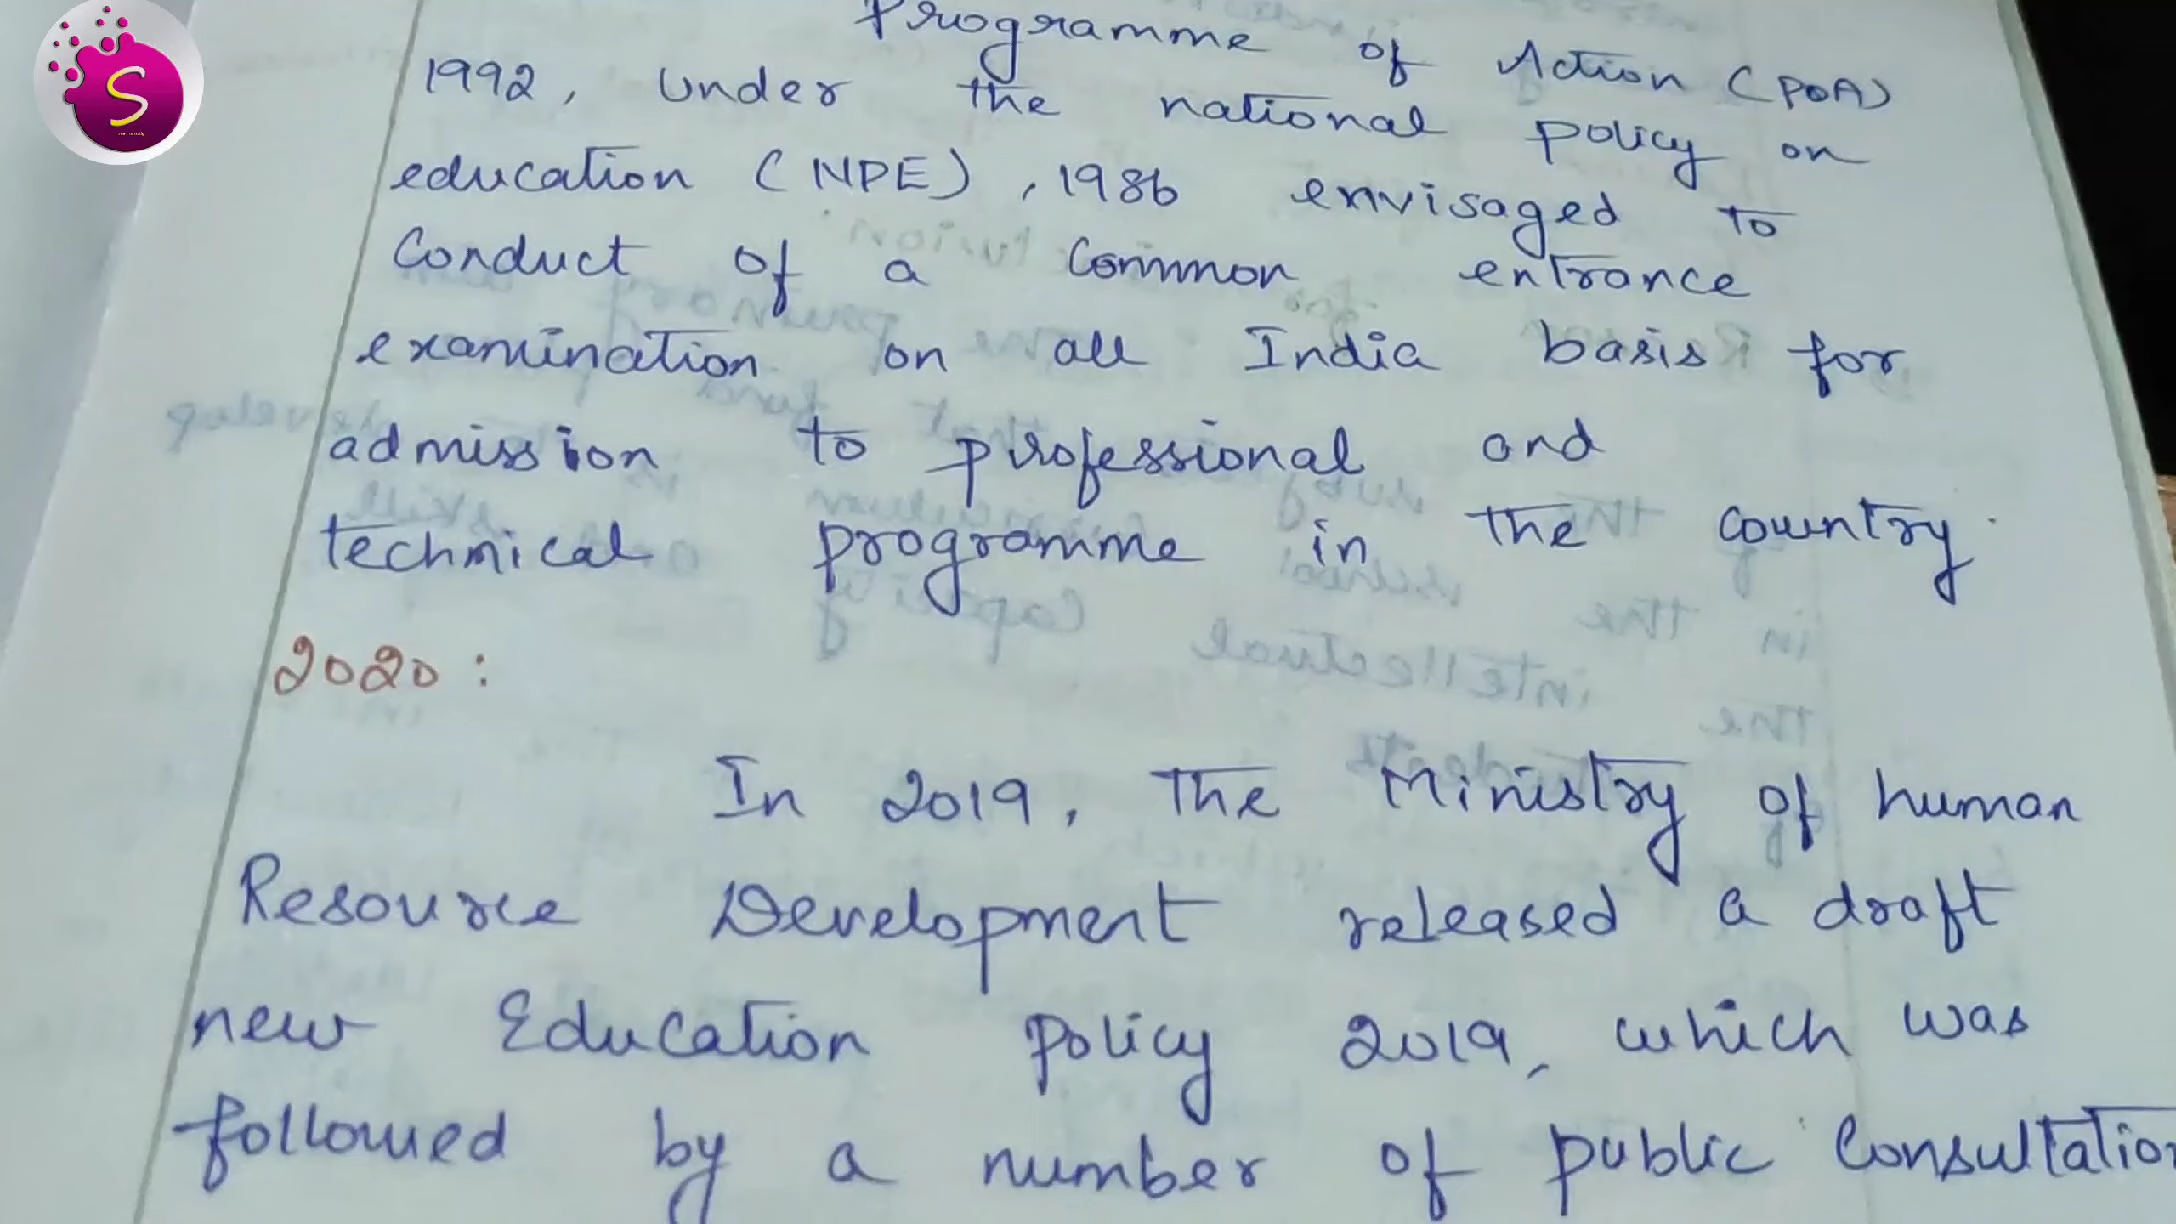 S
Programme of Action (POA)
1992, Under the national policy on
education (NPE), 1986 envisaged to
Conduct of a Common entrance
examination on all India basis for
admission to professional and
technical programme in the country.
2020:
In 2019, The Ministry of human
Resource Development released a draft
new Education policy 2019, which was
followed by a number of public Consultation